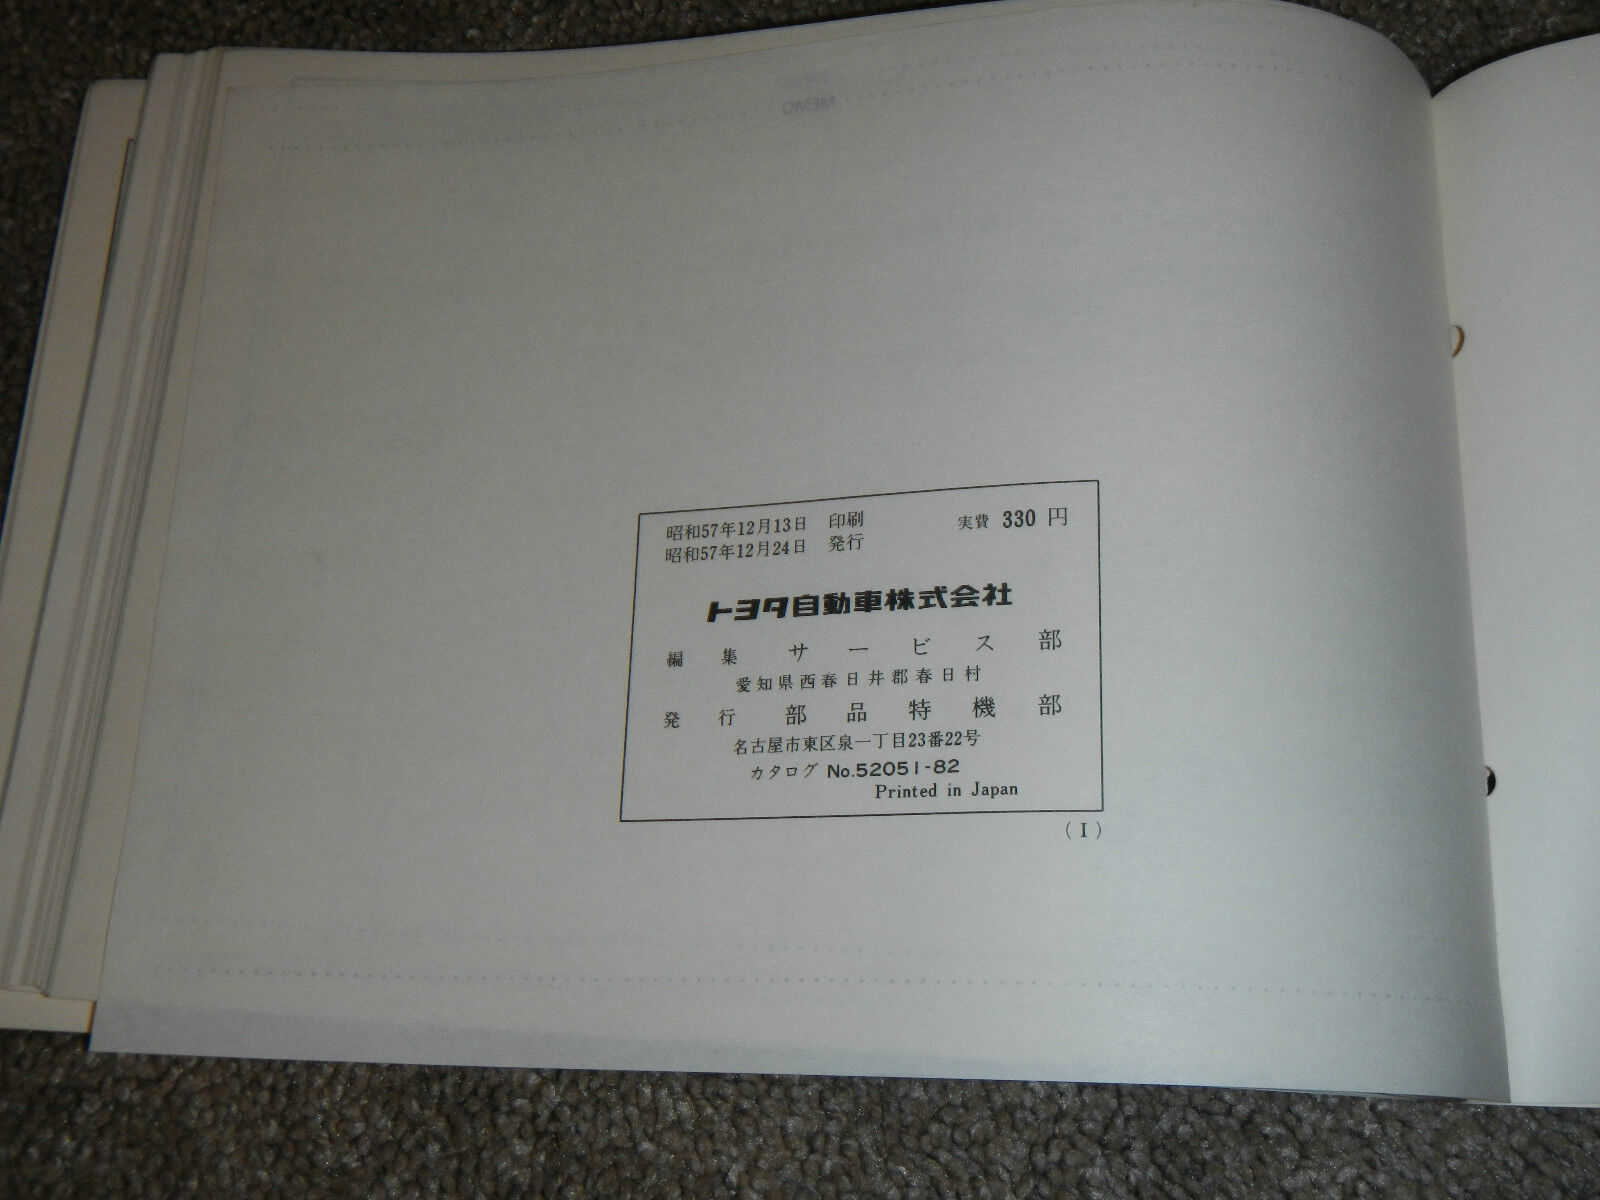 MEMO
昭和57年12月13日 印刷 実費 330 円
昭和57年12月24日 発行
トヨタ自動車株式会社
編集 サービス部
愛知県西春日井郡春日村
発行 部品特機部
名古屋市東区泉一丁目23番22号
カタログ No.52051-82
Printed in Japan
(I)